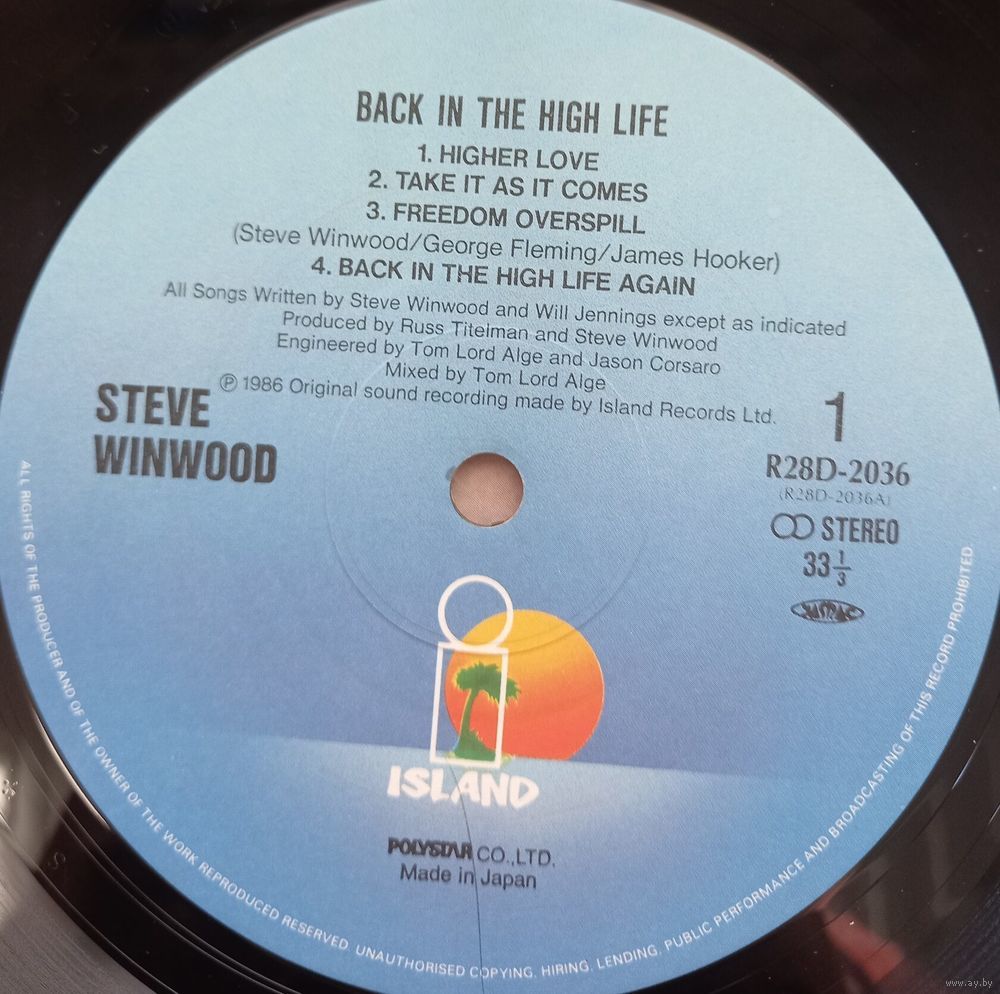 BACK IN THE HIGH LIFE
1. HIGHER LOVE
2. TAKE IT AS IT COMES
3. FREEDOM OVERSPILL
(Steve Winwood/George Fleming/James Hooker)
4. BACK IN THE HIGH LIFE AGAIN
All Songs Written by Steve Winwood and Will Jennings except as indicated
Produced by Russ Titelman and Steve Winwood
Engineered by Tom Lord Alge and Jason Corsaro
Mixed by Tom Lord Alge
℗ 1986 Original sound recording made by Island Records Ltd.
STEVE
WINWOOD
1
R28D-2036
(R28D-2036A)
STEREO
33 1/3
JASRAC
ISLAND
POLYSTAR CO.,LTD.
Made in Japan
ALL RIGHTS OF THE PRODUCER AND OF THE OWNER OF THE WORK REPRODUCED RESERVED. UNAUTHORISED COPYING, HIRING, LENDING, PUBLIC PERFORMANCE AND BROADCASTING OF THIS RECORD PROHIBITED.
www.ay.by